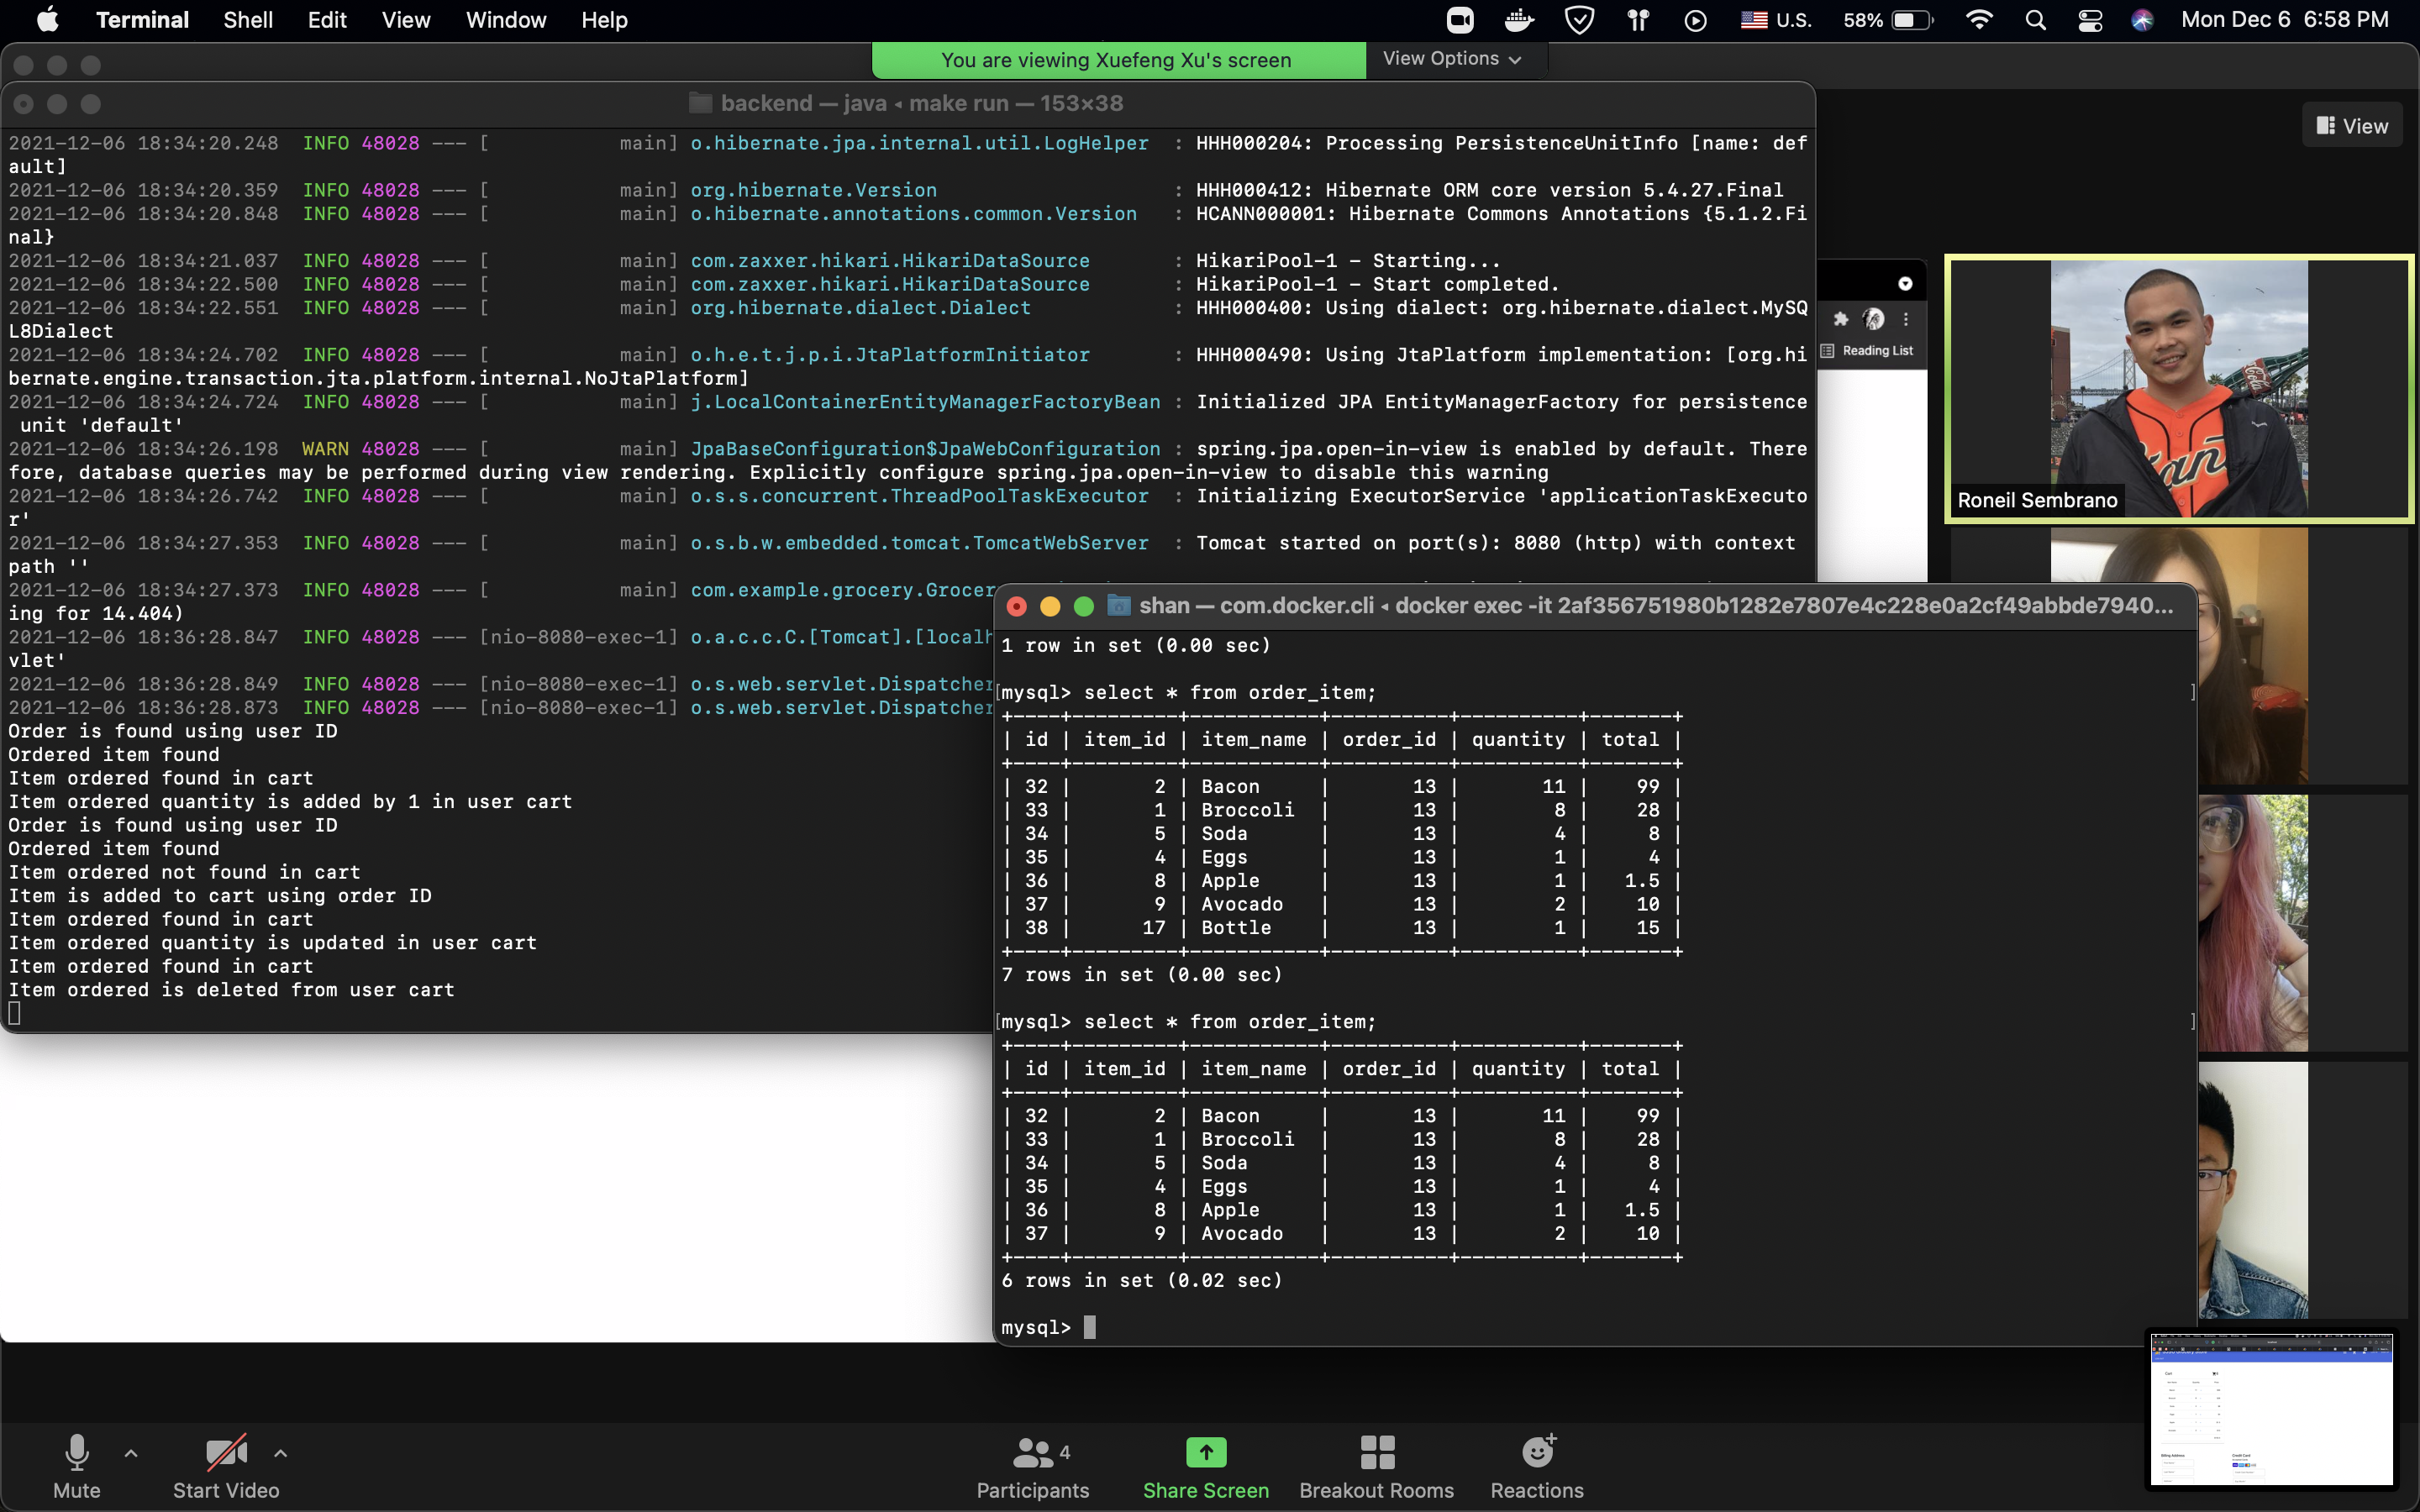 Terminal Shell Edit View Window Help U.S. 58% Mon Dec 6 6:58 PM
You are viewing Xuefeng Xu's screen View Options
backend — java ◂ make run — 153×38
View
2021-12-06 18:34:20.248 INFO 48028 --- [ main] o.hibernate.jpa.internal.util.LogHelper : HHH000204: Processing PersistenceUnitInfo [name: def
ault]
2021-12-06 18:34:20.359 INFO 48028 --- [ main] org.hibernate.Version : HHH000412: Hibernate ORM core version 5.4.27.Final
2021-12-06 18:34:20.848 INFO 48028 --- [ main] o.hibernate.annotations.common.Version : HCANN000001: Hibernate Commons Annotations {5.1.2.Fi
nal}
2021-12-06 18:34:21.037 INFO 48028 --- [ main] com.zaxxer.hikari.HikariDataSource : HikariPool-1 - Starting...
2021-12-06 18:34:22.500 INFO 48028 --- [ main] com.zaxxer.hikari.HikariDataSource : HikariPool-1 - Start completed.
2021-12-06 18:34:22.551 INFO 48028 --- [ main] org.hibernate.dialect.Dialect : HHH000400: Using dialect: org.hibernate.dialect.MySQ
L8Dialect
2021-12-06 18:34:24.702 INFO 48028 --- [ main] o.h.e.t.j.p.i.JtaPlatformInitiator : HHH000490: Using JtaPlatform implementation: [org.hi
bernate.engine.transaction.jta.platform.internal.NoJtaPlatform]
2021-12-06 18:34:24.724 INFO 48028 --- [ main] j.LocalContainerEntityManagerFactoryBean : Initialized JPA EntityManagerFactory for persistence
unit 'default'
2021-12-06 18:34:26.198 WARN 48028 --- [ main] JpaBaseConfiguration$JpaWebConfiguration : spring.jpa.open-in-view is enabled by default. There
fore, database queries may be performed during view rendering. Explicitly configure spring.jpa.open-in-view to disable this warning
2021-12-06 18:34:26.742 INFO 48028 --- [ main] o.s.s.concurrent.ThreadPoolTaskExecutor : Initializing ExecutorService 'applicationTaskExecuto
r'
2021-12-06 18:34:27.353 INFO 48028 --- [ main] o.s.b.w.embedded.tomcat.TomcatWebServer : Tomcat started on port(s): 8080 (http) with context
path ''
2021-12-06 18:34:27.373 INFO 48028 --- [ main] com.example.grocery.Grocer
ing for 14.404)
2021-12-06 18:36:28.847 INFO 48028 --- [nio-8080-exec-1] o.a.c.c.C.[Tomcat].[localh
vlet'
2021-12-06 18:36:28.849 INFO 48028 --- [nio-8080-exec-1] o.s.web.servlet.Dispatcher
2021-12-06 18:36:28.873 INFO 48028 --- [nio-8080-exec-1] o.s.web.servlet.Dispatcher
Order is found using user ID
Ordered item found
Item ordered found in cart
Item ordered quantity is added by 1 in user cart
Order is found using user ID
Ordered item found
Item ordered not found in cart
Item is added to cart using order ID
Item ordered found in cart
Item ordered quantity is updated in user cart
Item ordered found in cart
Item ordered is deleted from user cart
Reading List
Coca-Cola
Roneil Sembrano
shan — com.docker.cli ◂ docker exec -it 2af356751980b1282e7807e4c228e0a2cf49abbde7940...
1 row in set (0.00 sec)
mysql> select * from order_item;
| id | item_id | item_name | order_id | quantity | total |
| 32 | 2 | Bacon | 13 | 11 | 99 |
| 33 | 1 | Broccoli | 13 | 8 | 28 |
| 34 | 5 | Soda | 13 | 4 | 8 |
| 35 | 4 | Eggs | 13 | 1 | 4 |
| 36 | 8 | Apple | 13 | 1 | 1.5 |
| 37 | 9 | Avocado | 13 | 2 | 10 |
| 38 | 17 | Bottle | 13 | 1 | 15 |
7 rows in set (0.00 sec)
mysql> select * from order_item;
| id | item_id | item_name | order_id | quantity | total |
| 32 | 2 | Bacon | 13 | 11 | 99 |
| 33 | 1 | Broccoli | 13 | 8 | 28 |
| 34 | 5 | Soda | 13 | 4 | 8 |
| 35 | 4 | Eggs | 13 | 1 | 4 |
| 36 | 8 | Apple | 13 | 1 | 1.5 |
| 37 | 9 | Avocado | 13 | 2 | 10 |
6 rows in set (0.02 sec)
mysql>
Mute Start Video Participants 4 Share Screen Breakout Rooms Reactions